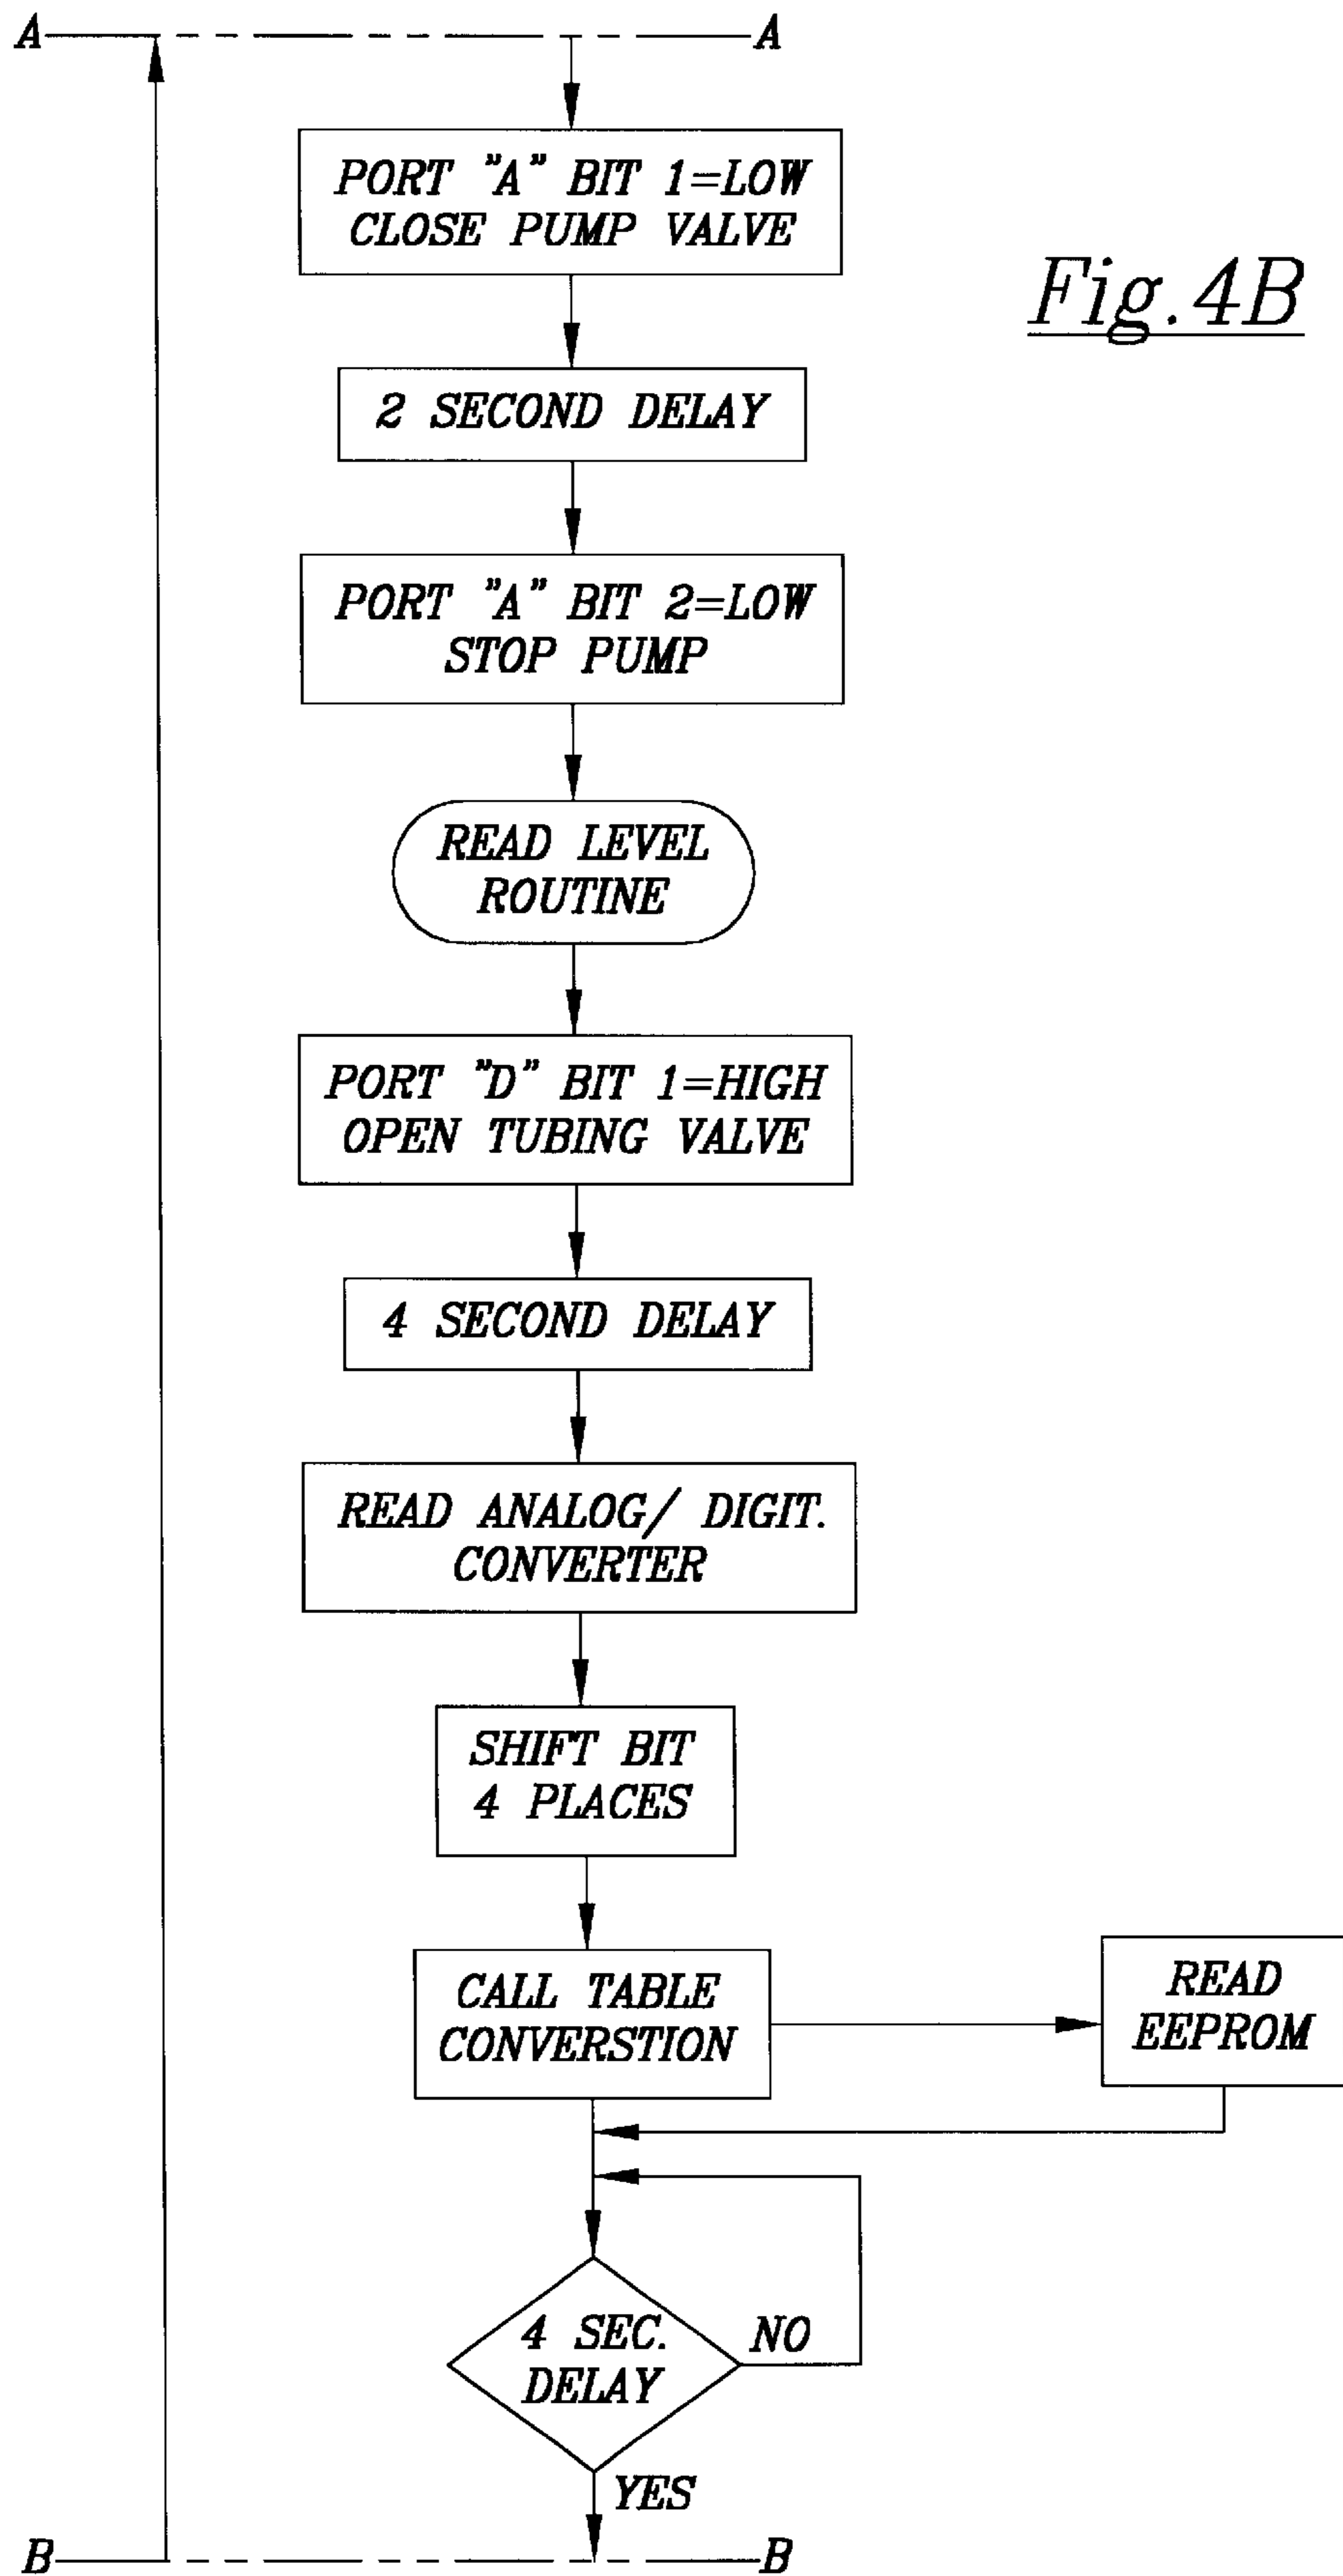 A
A
PORT "A" BIT 1=LOW
CLOSE PUMP VALVE
Fig.4B
2 SECOND DELAY
PORT "A" BIT 2=LOW
STOP PUMP
READ LEVEL
ROUTINE
PORT "D" BIT 1=HIGH
OPEN TUBING VALVE
4 SECOND DELAY
READ ANALOG/ DIGIT.
CONVERTER
SHIFT BIT
4 PLACES
CALL TABLE
CONVERSTION
READ
EEPROM
4 SEC.
DELAY
NO
YES
B
B